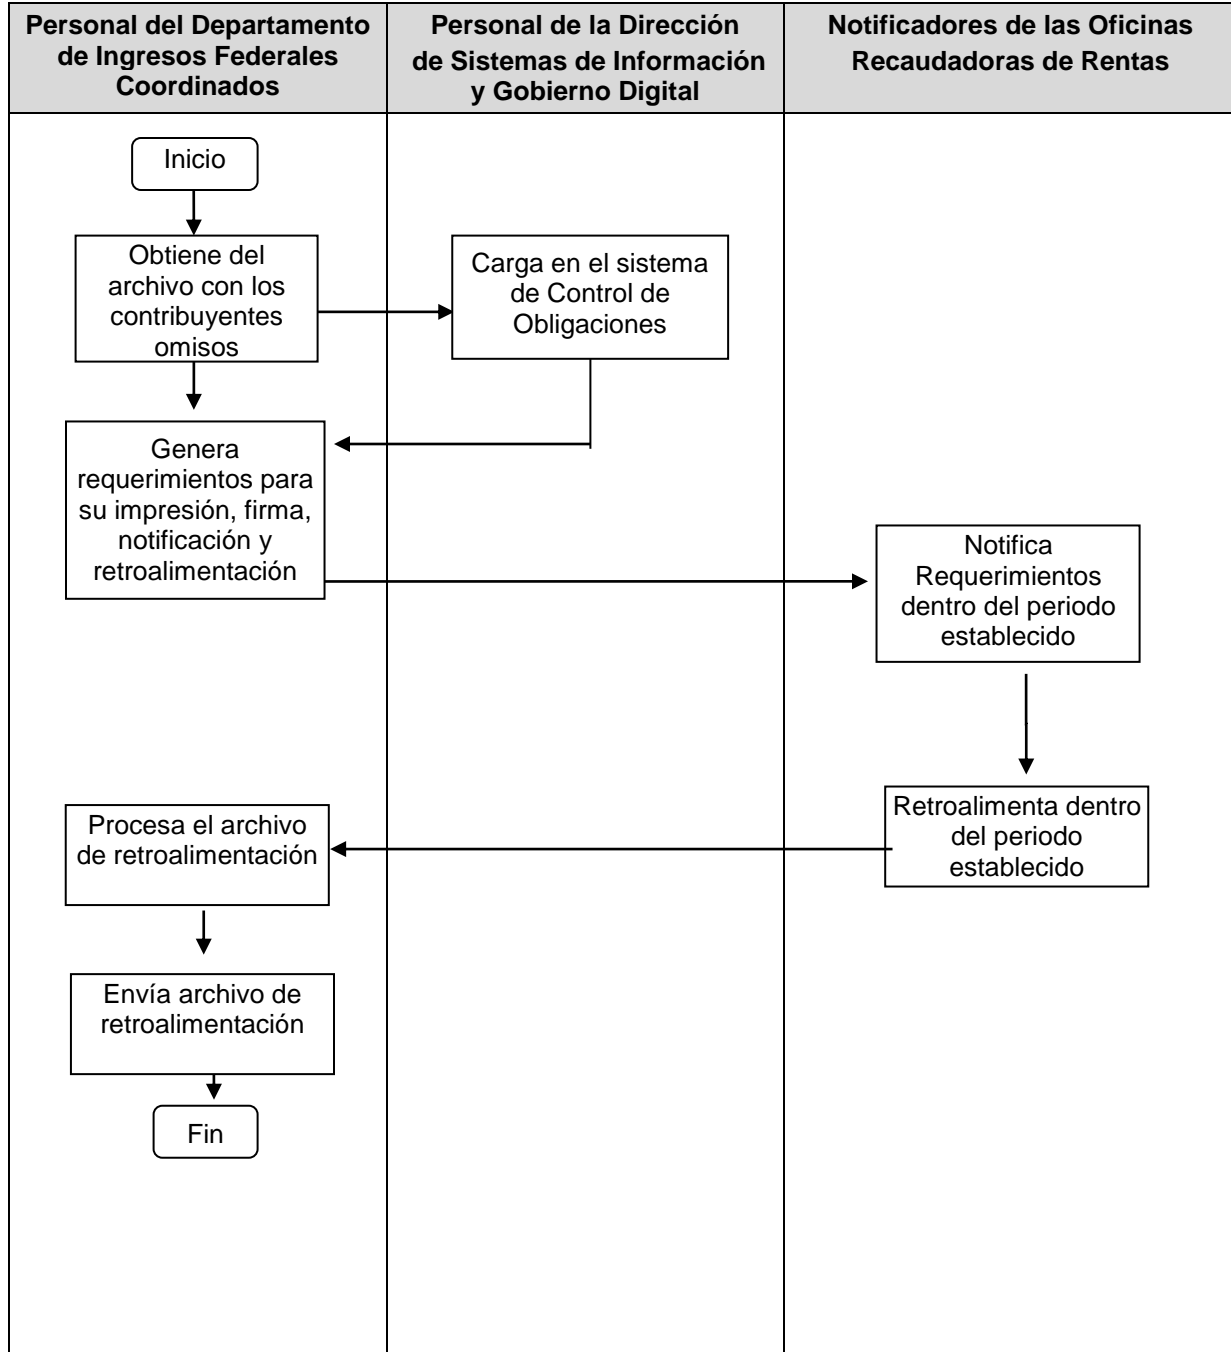 Personal del Departamento
de Ingresos Federales
Coordinados
Personal de la Dirección
de Sistemas de Información
y Gobierno Digital
Notificadores de las Oficinas
Recaudadoras de Rentas
Inicio
Obtiene del
archivo con los
contribuyentes
omisos
Carga en el sistema
de Control de
Obligaciones
Genera
requerimientos para
su impresión, firma,
notificación y
retroalimentación
Notifica
Requerimientos
dentro del periodo
establecido
Retroalimenta dentro
del periodo
establecido
Procesa el archivo
de retroalimentación
Envía archivo de
retroalimentación
Fin